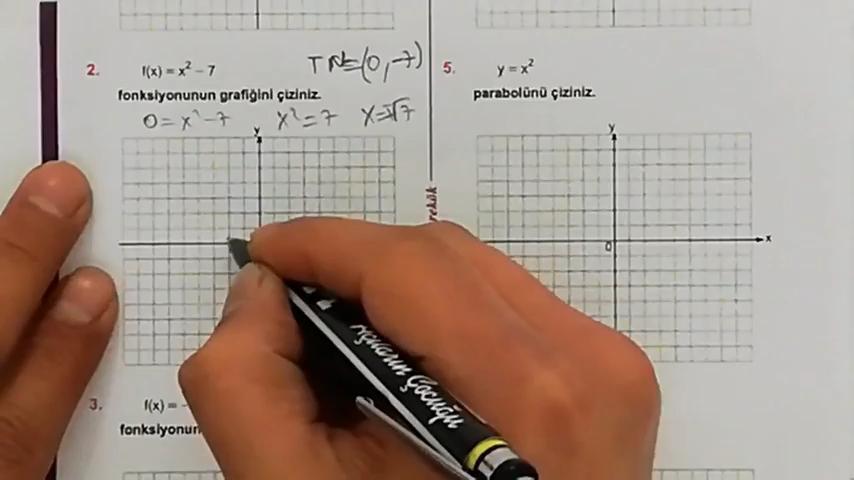 2. f(x) = x² − 7 TN=(0,-7)
fonksiyonunun grafiğini çiziniz.
0 = x² - 7 x² = 7 x = √7
y
3. f(x) = -
fonksiyonun
5. y = x²
parabolünü çiziniz.
y
0 x
Açıların Çocuğu